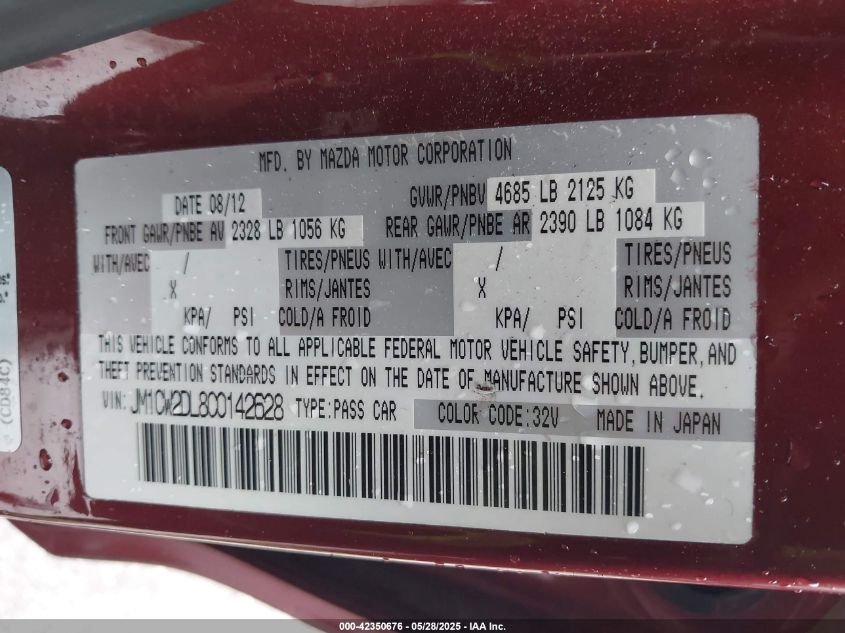 MFD. BY MAZDA MOTOR CORPORATION
DATE 08/12 GVWR/PNBV 4685 LB 2125 KG
FRONT GAWR/PNBE AV 2328 LB 1056 KG REAR GAWR/PNBE AR 2390 LB 1084 KG
WITH/AVEC / TIRES/PNEUS WITH/AVEC / TIRES/PNEUS
X RIMS/JANTES X RIMS/JANTES
KPA/ PSI COLD/A FROID KPA/ PSI COLD/A FROID
THIS VEHICLE CONFORMS TO ALL APPLICABLE FEDERAL MOTOR VEHICLE SAFETY, BUMPER, AND
THEFT PREVENTION STANDARDS IN EFFECT ON THE DATE OF MANUFACTURE SHOWN ABOVE.
VIN: JM1CW2DL8C0142628 TYPE:PASS CAR COLOR CODE:32V MADE IN JAPAN
(CD84C)
000-42350676 - 05/28/2025 - IAA Inc.